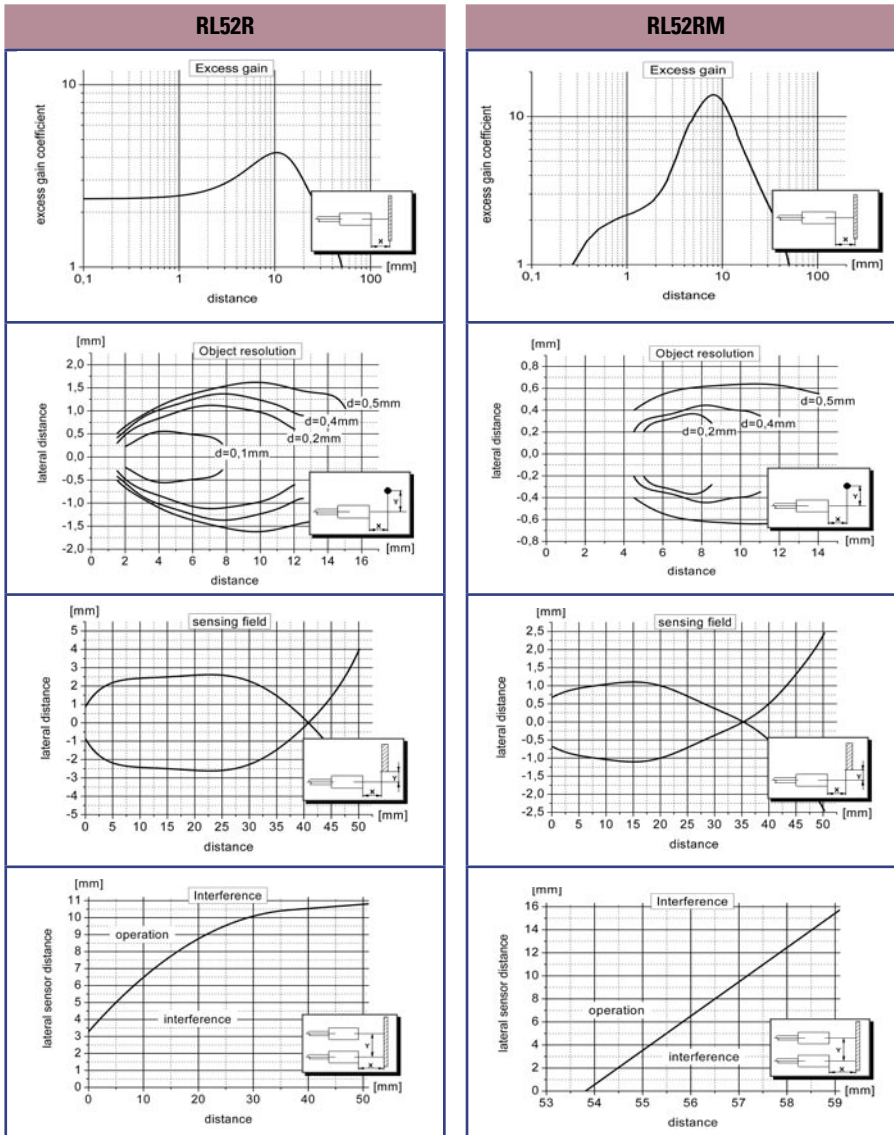 RL52R
Excess gain
excess gain coefficient
10
1
0,1 1 10 100 [mm]
distance
X
RL52RM
Excess gain
excess gain coefficient
10
1
0,1 1 10 100 [mm]
distance
X
[mm]
Object resolution
lateral distance
2,0
1,5
1,0
0,5
0,0
-0,5
-1,0
-1,5
-2,0
d=0,5mm
d=0,4mm
d=0,2mm
d=0,1mm
Y
X
0 2 4 6 8 10 12 14 16 [mm]
distance
[mm]
Object resolution
lateral distance
0,8
0,6
0,4
0,2
0,0
-0,2
-0,4
-0,6
-0,8
d=0,5mm
d=0,4mm
d=0,2mm
Y
X
0 2 4 6 8 10 12 14 [mm]
distance
[mm]
sensing field
lateral distance
5
4
3
2
1
0
-1
-2
-3
-4
-5
Y
X
0 5 10 15 20 25 30 35 40 45 50 [mm]
distance
[mm]
sensing field
lateral distance
2,5
2,0
1,5
1,0
0,5
0,0
-0,5
-1,0
-1,5
-2,0
-2,5
Y
X
0 5 10 15 20 25 30 35 40 45 50 [mm]
distance
[mm]
Interference
lateral sensor distance
11
10
9
8
7
6
5
4
3
2
1
0
operation
interference
Y
X
0 10 20 30 40 50 [mm]
distance
[mm]
Interference
lateral sensor distance
16
14
12
10
8
6
4
2
0
operation
interference
Y
X
53 54 55 56 57 58 59 [mm]
distance